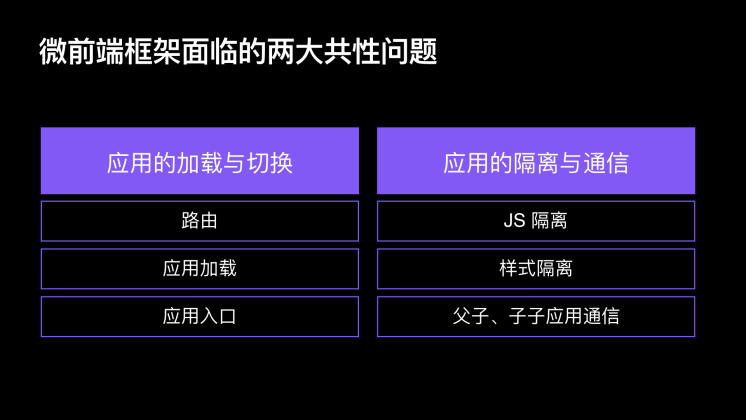 微前端框架面临的两大共性问题
应用的加载与切换
路由
应用加载
应用入口
应用的隔离与通信
JS 隔离
样式隔离
父子、子子应用通信